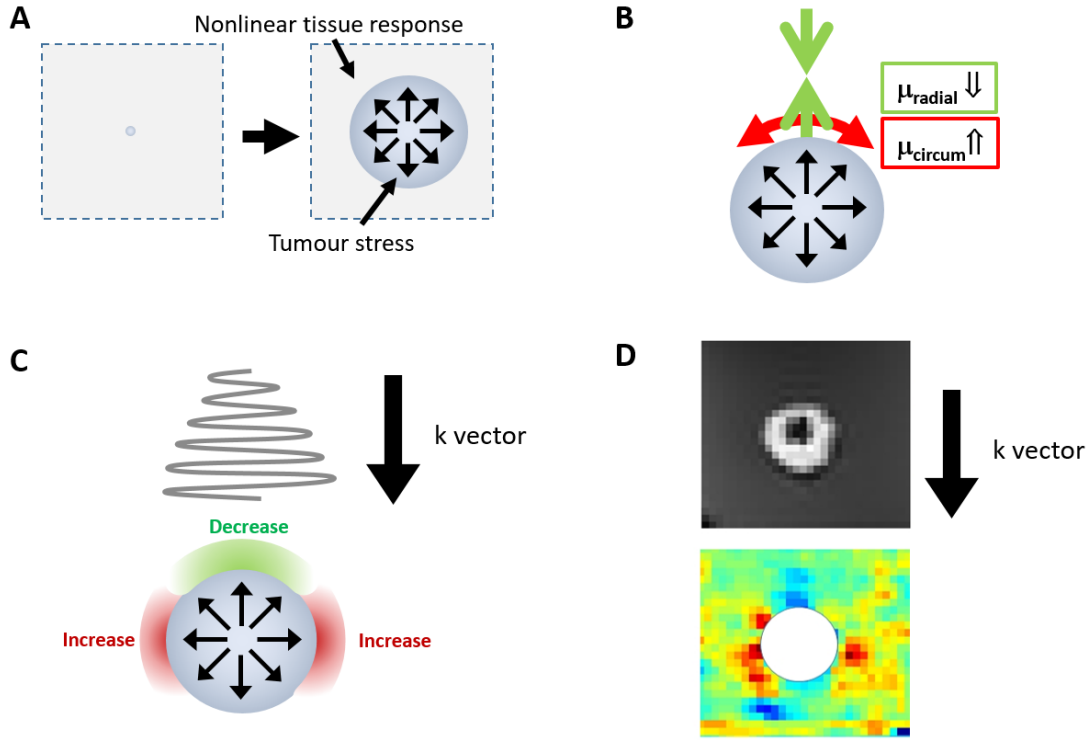 A
Nonlinear tissue response
Tumour stress
B
μradial ⇓
μcircum ⇑
C
k vector
Decrease
Increase
Increase
D
k vector